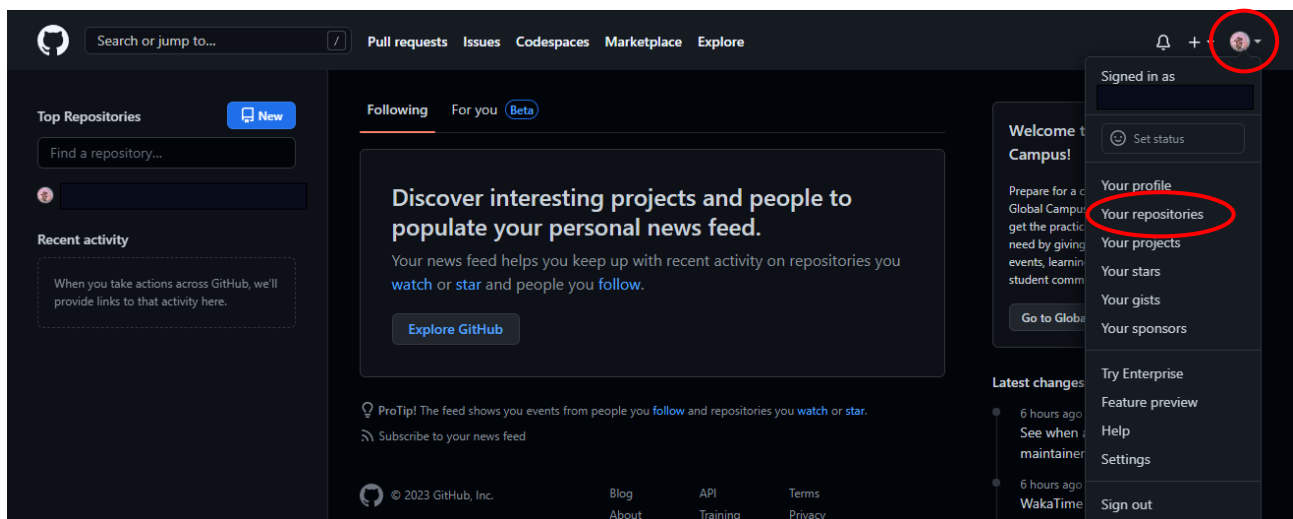 Search or jump to...
/
Pull requests
Issues
Codespaces
Marketplace
Explore
Top Repositories
New
Find a repository...
Recent activity
When you take actions across GitHub, we'll
provide links to that activity here.
Following
For you
Beta
Discover interesting projects and people to
populate your personal news feed.
Your news feed helps you keep up with recent activity on repositories you
watch or star and people you follow.
Explore GitHub
ProTip! The feed shows you events from people you follow and repositories you watch or star.
Subscribe to your news feed
© 2023 GitHub, Inc.
Blog
API
Terms
About
Training
Privacy
Welcome t
Campus!
Prepare for a c
Global Campu
get the practic
need by giving
events, learnin
student comm
Go to Globa
Latest changes
6 hours ago
See when a
maintainer
6 hours ago
WakaTime
Signed in as
Set status
Your profile
Your repositories
Your projects
Your stars
Your gists
Your sponsors
Try Enterprise
Feature preview
Help
Settings
Sign out